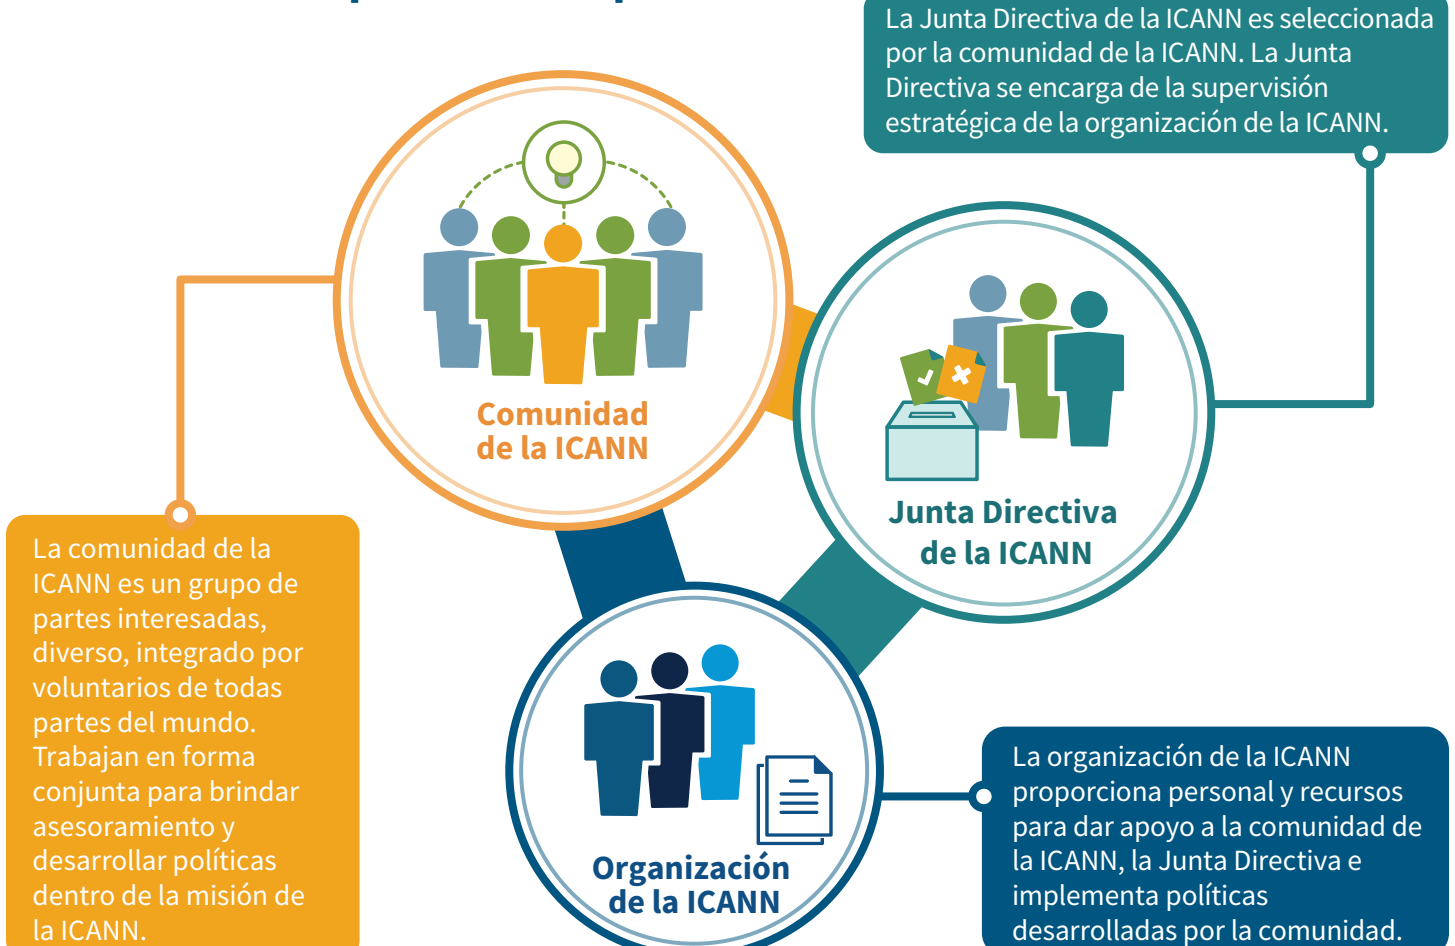 La Junta Directiva de la ICANN es seleccionada
por la comunidad de la ICANN. La Junta
Directiva se encarga de la supervisión
estratégica de la organización de la ICANN.
Comunidad
de la ICANN
Junta Directiva
de la ICANN
La comunidad de la
ICANN es un grupo de
partes interesadas,
diverso, integrado por
voluntarios de todas
partes del mundo.
Trabajan en forma
conjunta para brindar
asesoramiento y
desarrollar políticas
dentro de la misión de
la ICANN.
Organización
de la ICANN
La organización de la ICANN
proporciona personal y recursos
para dar apoyo a la comunidad de
la ICANN, la Junta Directiva e
implementa políticas
desarrolladas por la comunidad.